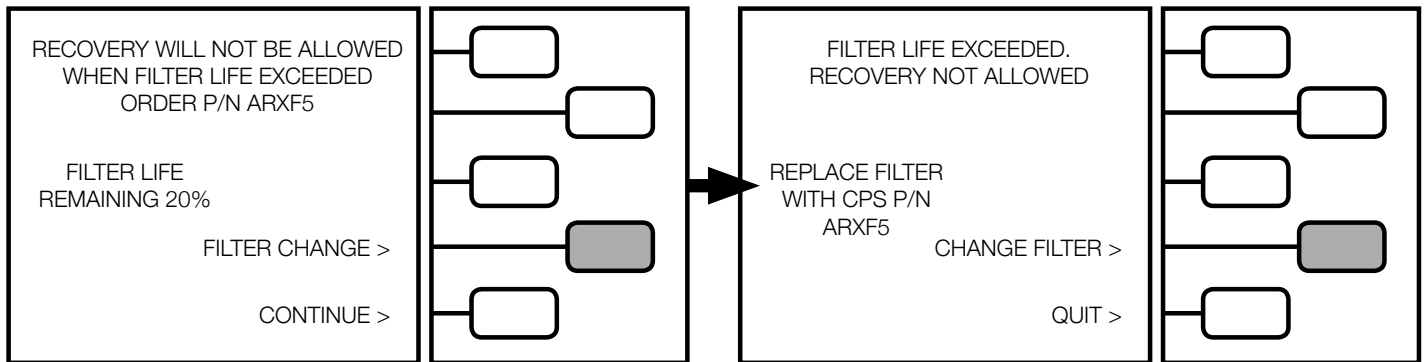 RECOVERY WILL NOT BE ALLOWED
WHEN FILTER LIFE EXCEEDED
ORDER P/N ARXF5
FILTER LIFE
REMAINING 20%
FILTER CHANGE >
CONTINUE >
FILTER LIFE EXCEEDED.
RECOVERY NOT ALLOWED
REPLACE FILTER
WITH CPS P/N
ARXF5
CHANGE FILTER >
QUIT >